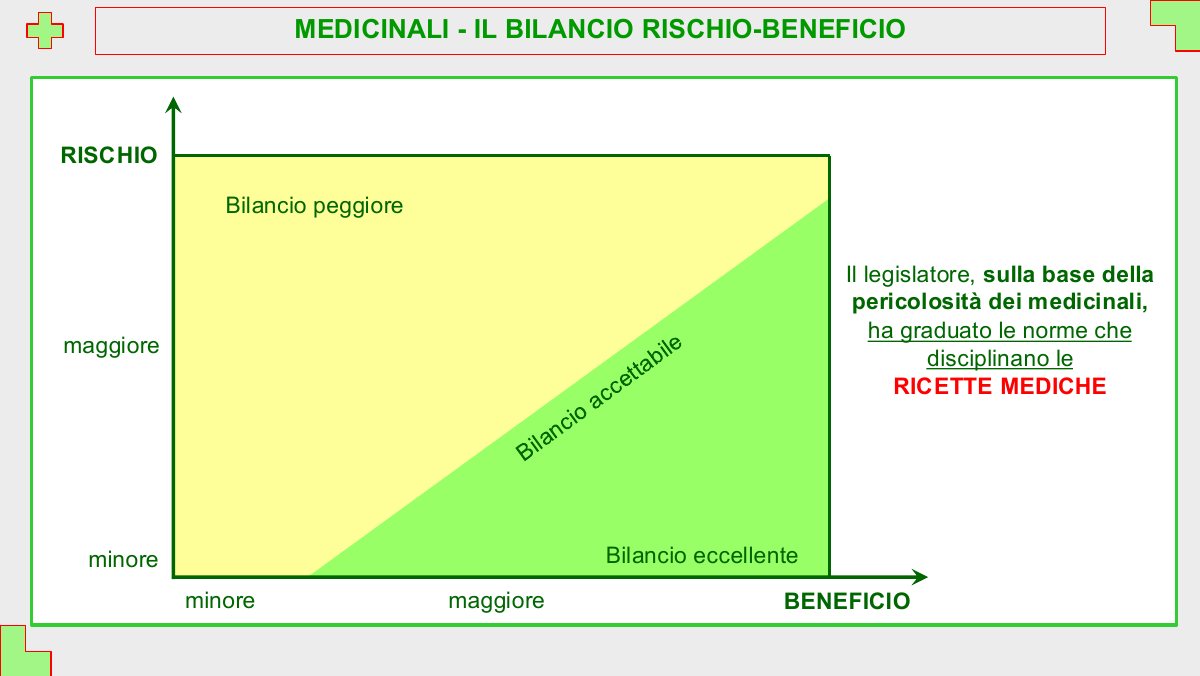 MEDICINALI - IL BILANCIO RISCHIO-BENEFICIO
RISCHIO
Bilancio peggiore
maggiore
Bilancio accettabile
minore
Bilancio eccellente
minore
maggiore
BENEFICIO
Il legislatore, sulla base della
pericolosità dei medicinali,
ha graduato le norme che
disciplinano le
RICETTE MEDICHE